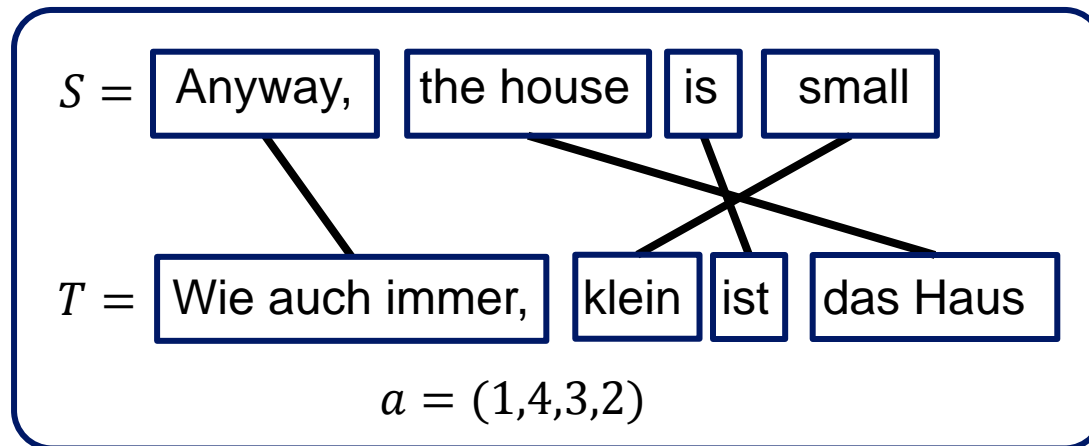 S = Anyway, the house is small
T = Wie auch immer, klein ist das Haus
a = (1,4,3,2)